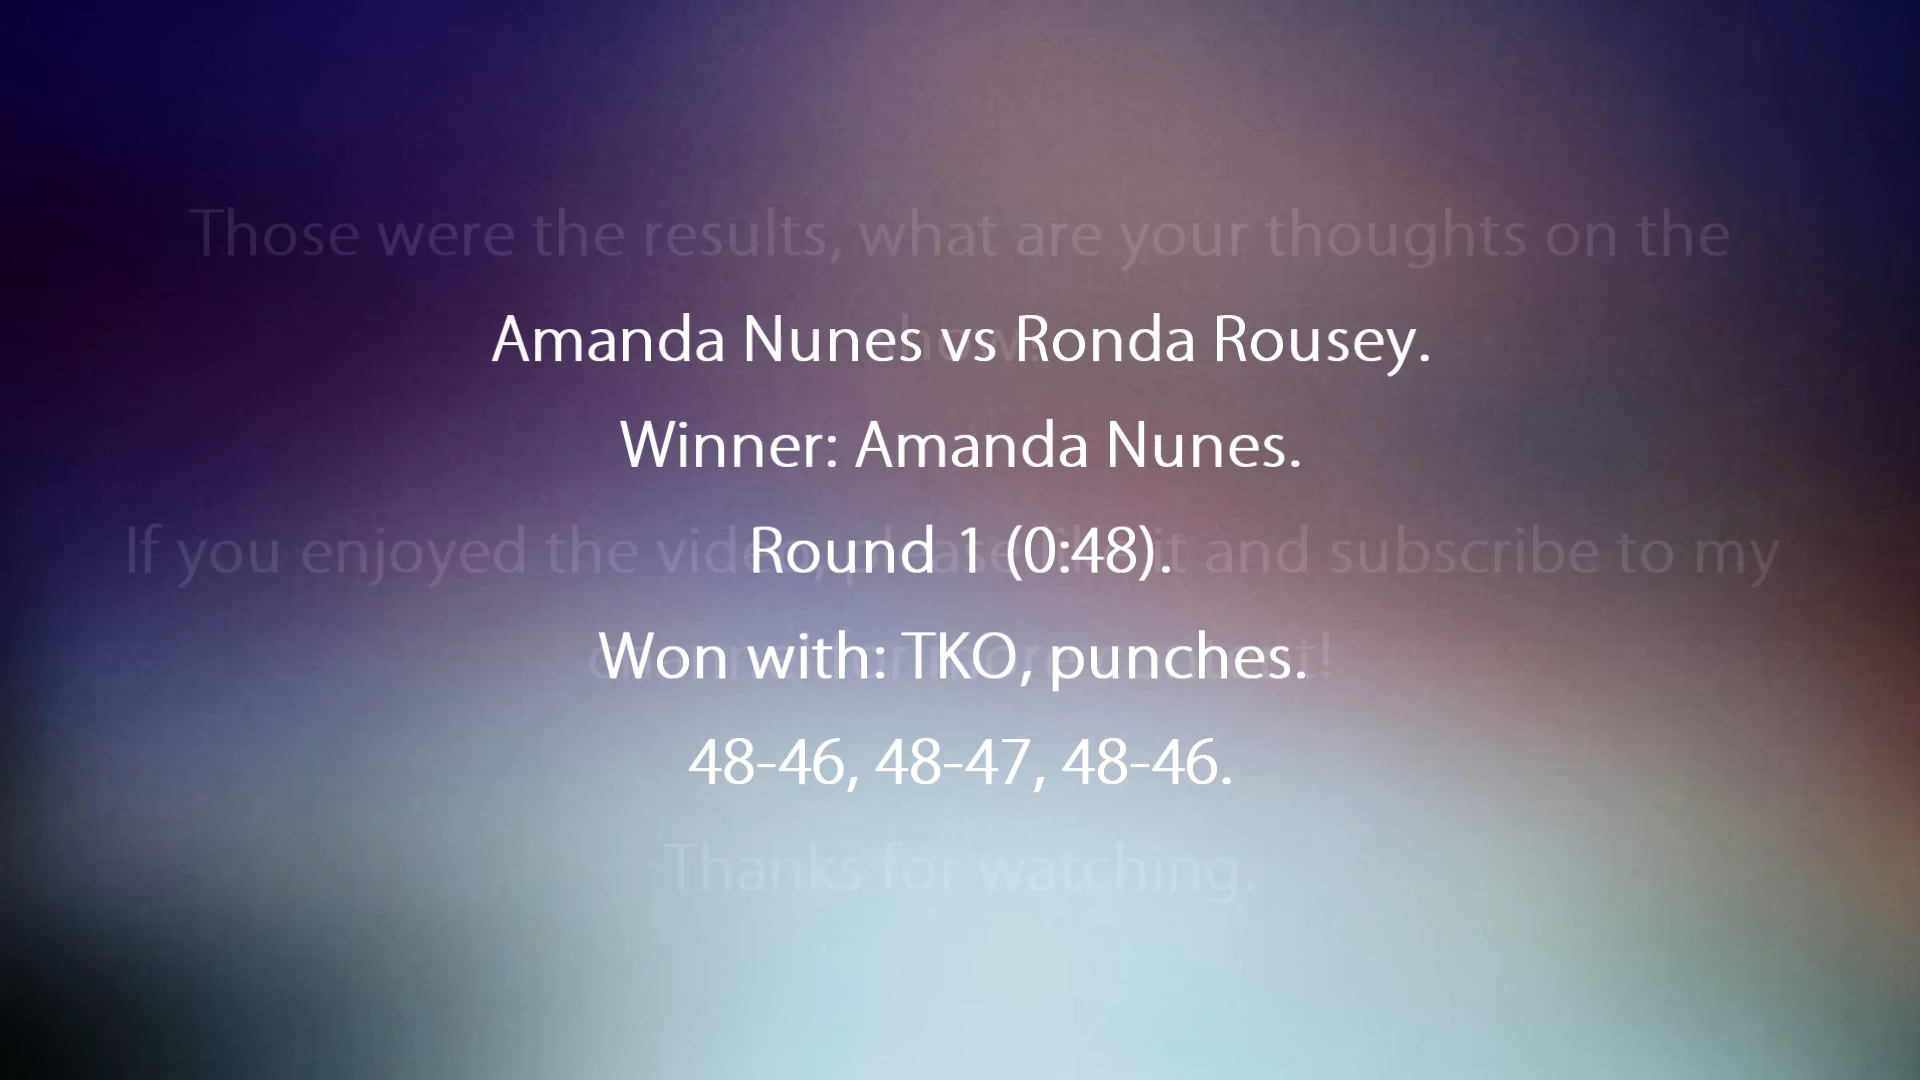 Those were the results, what are your thoughts on the
Amanda Nunes vs Ronda Rousey.
Winner: Amanda Nunes.
If you enjoyed the video, please it and subscribe to my
Round 1 (0:48).
Won with: TKO, punches.
48-46, 48-47, 48-46.
Thanks for watching.